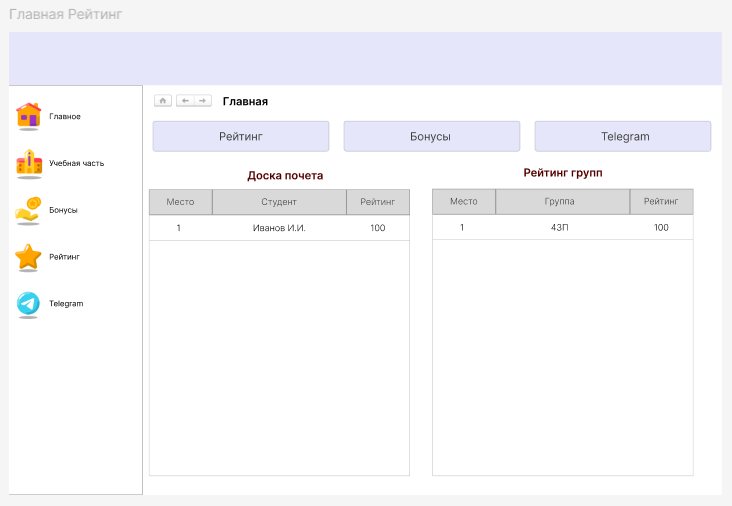 Главная Рейтинг
Главное
Учебная часть
Бонусы
Рейтинг
Telegram
Главная
Рейтинг Бонусы Telegram
Доска почета
Место Студент Рейтинг
1 Иванов И.И. 100
Рейтинг групп
Место Группа Рейтинг
1 43П 100